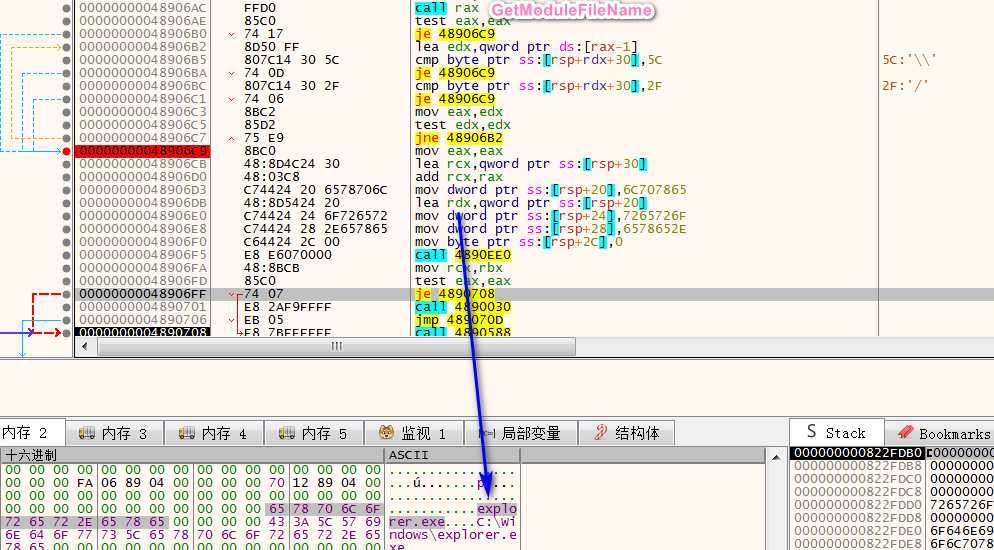 GetModuleFileName
00000000048906AC FFD0 call rax
00000000048906AE 85C0 test eax,eax
00000000048906B0 74 17 je 48906C9
00000000048906B2 8D50 FF lea edx,qword ptr ds:[rax-1]
00000000048906B5 807C14 30 5C cmp byte ptr ss:[rsp+rdx+30],5C 5C:'\\'
00000000048906BA 74 0D je 48906C9
00000000048906BC 807C14 30 2F cmp byte ptr ss:[rsp+rdx+30],2F 2F:'/'
00000000048906C1 74 06 je 48906C9
00000000048906C3 8BC2 mov eax,edx
00000000048906C5 85D2 test edx,edx
00000000048906C7 75 E9 jne 48906B2
00000000048906C9 8BC0 mov eax,eax
00000000048906CB 48:8D4C24 30 lea rcx,qword ptr ss:[rsp+30]
00000000048906D0 48:03C8 add rcx,rax
00000000048906D3 C74424 20 6578706C mov dword ptr ss:[rsp+20],6C707865
00000000048906DB 48:8D5424 20 lea rdx,qword ptr ss:[rsp+20]
00000000048906E0 C74424 24 6F726572 mov dword ptr ss:[rsp+24],7265726F
00000000048906E8 C74424 28 2E657865 mov dword ptr ss:[rsp+28],6578652E
00000000048906F0 C64424 2C 00 mov byte ptr ss:[rsp+2C],0
00000000048906F5 E8 E6070000 call 4890EE0
00000000048906FA 48:8BCB mov rcx,rbx
00000000048906FD 85C0 test eax,eax
00000000048906FF 74 07 je 4890708
0000000004890701 E8 2AF9FFFF call 4890030
0000000004890706 EB 05 jmp 489070D
0000000004890708 E8 7BFEFFFF call 4890588
内存 2 内存 3 内存 4 内存 5 监视 1 局部变量 结构体 Stack Bookmarks
十六进制 ASCII
00 00 00 00 00 00 00 00 00 00 00 00 00 00 00 00 ................
00 00 00 FA 06 89 04 00 00 00 00 70 12 89 04 00 ...ú.......p....
00 00 00 00 00 00 00 00 00 00 00 00 00 00 00 00 ................
00 00 00 00 00 00 00 00 00 00 00 65 78 70 6C 6F ...........explo
72 65 72 2E 65 78 65 00 00 00 00 43 3A 5C 57 69 rer.exe....C:\Wi
6E 64 6F 77 73 5C 65 78 70 6C 6F 72 65 72 2E 65 ndows\explorer.e
xe
000000000822FDB0 00000000
000000000822FDB8 00000000
000000000822FDC0 00000000
000000000822FDC8 00000000
000000000822FDD0 7265726F
000000000822FDD8 00000000
000000000822FDE0 6F646E69
000000000822FDE8 6F6C7078